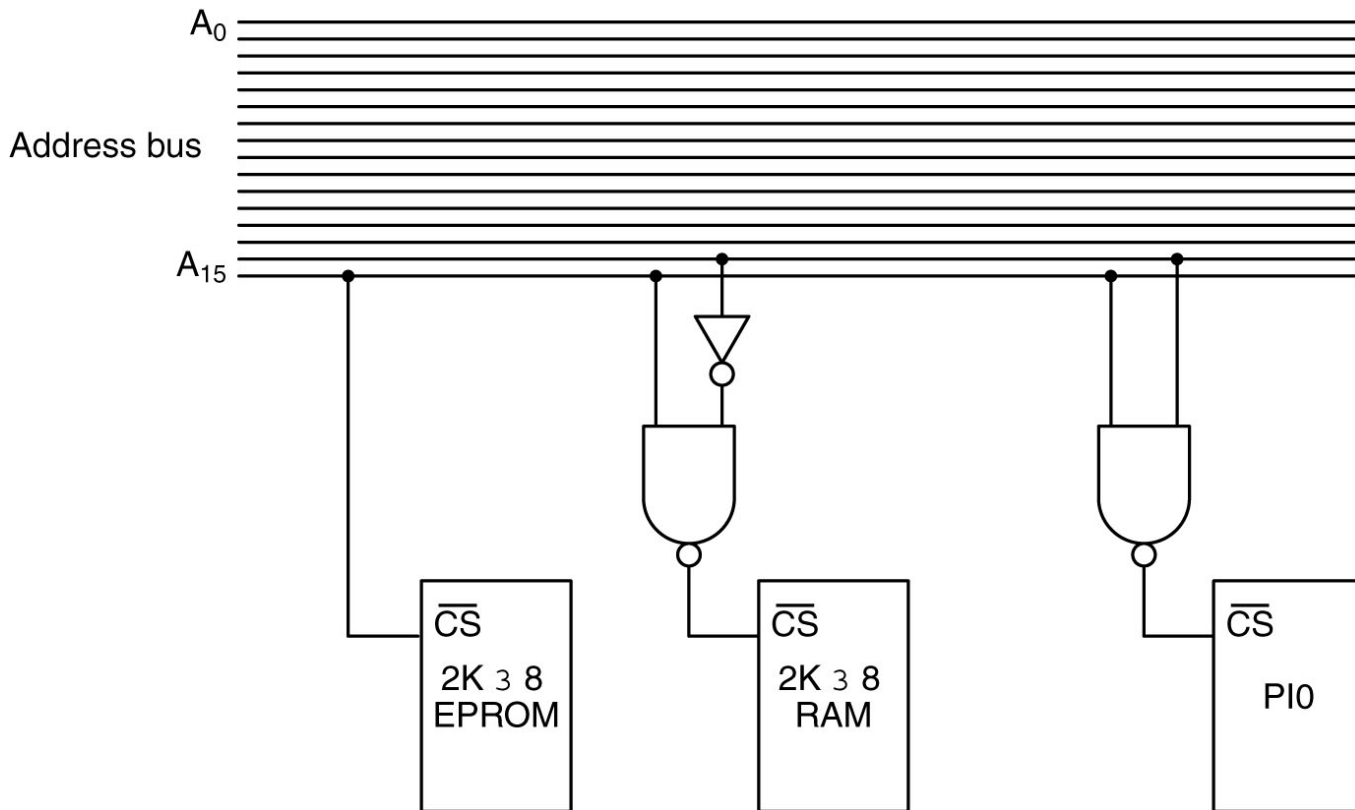 A₀
Address bus
A₁₅
CS
2K 3 8
EPROM
CS
2K 3 8
RAM
CS
PI0